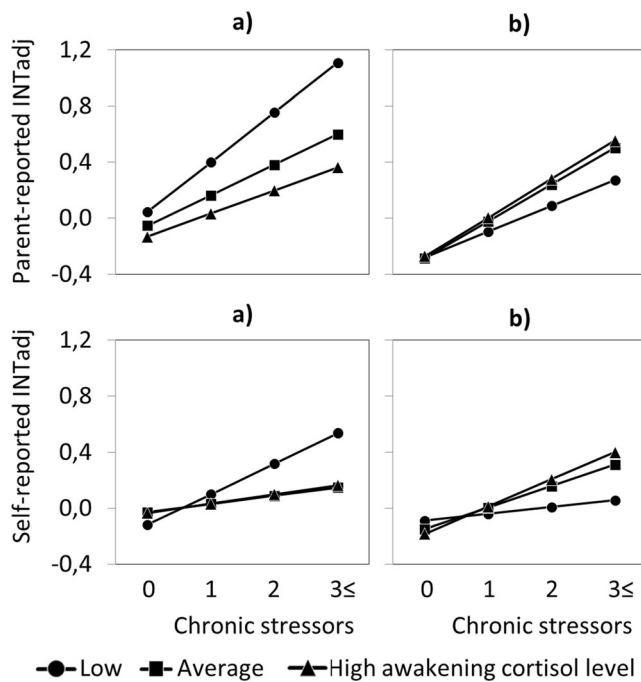 a)
b)
Parent-reported INTadj
1,2
0,8
0,4
0,0
-0,4
a)
b)
Self-reported INTadj
1,2
0,8
0,4
0,0
-0,4
0 1 2 3≤
0 1 2 3≤
Chronic stressors
Chronic stressors
Low Average High awakening cortisol level